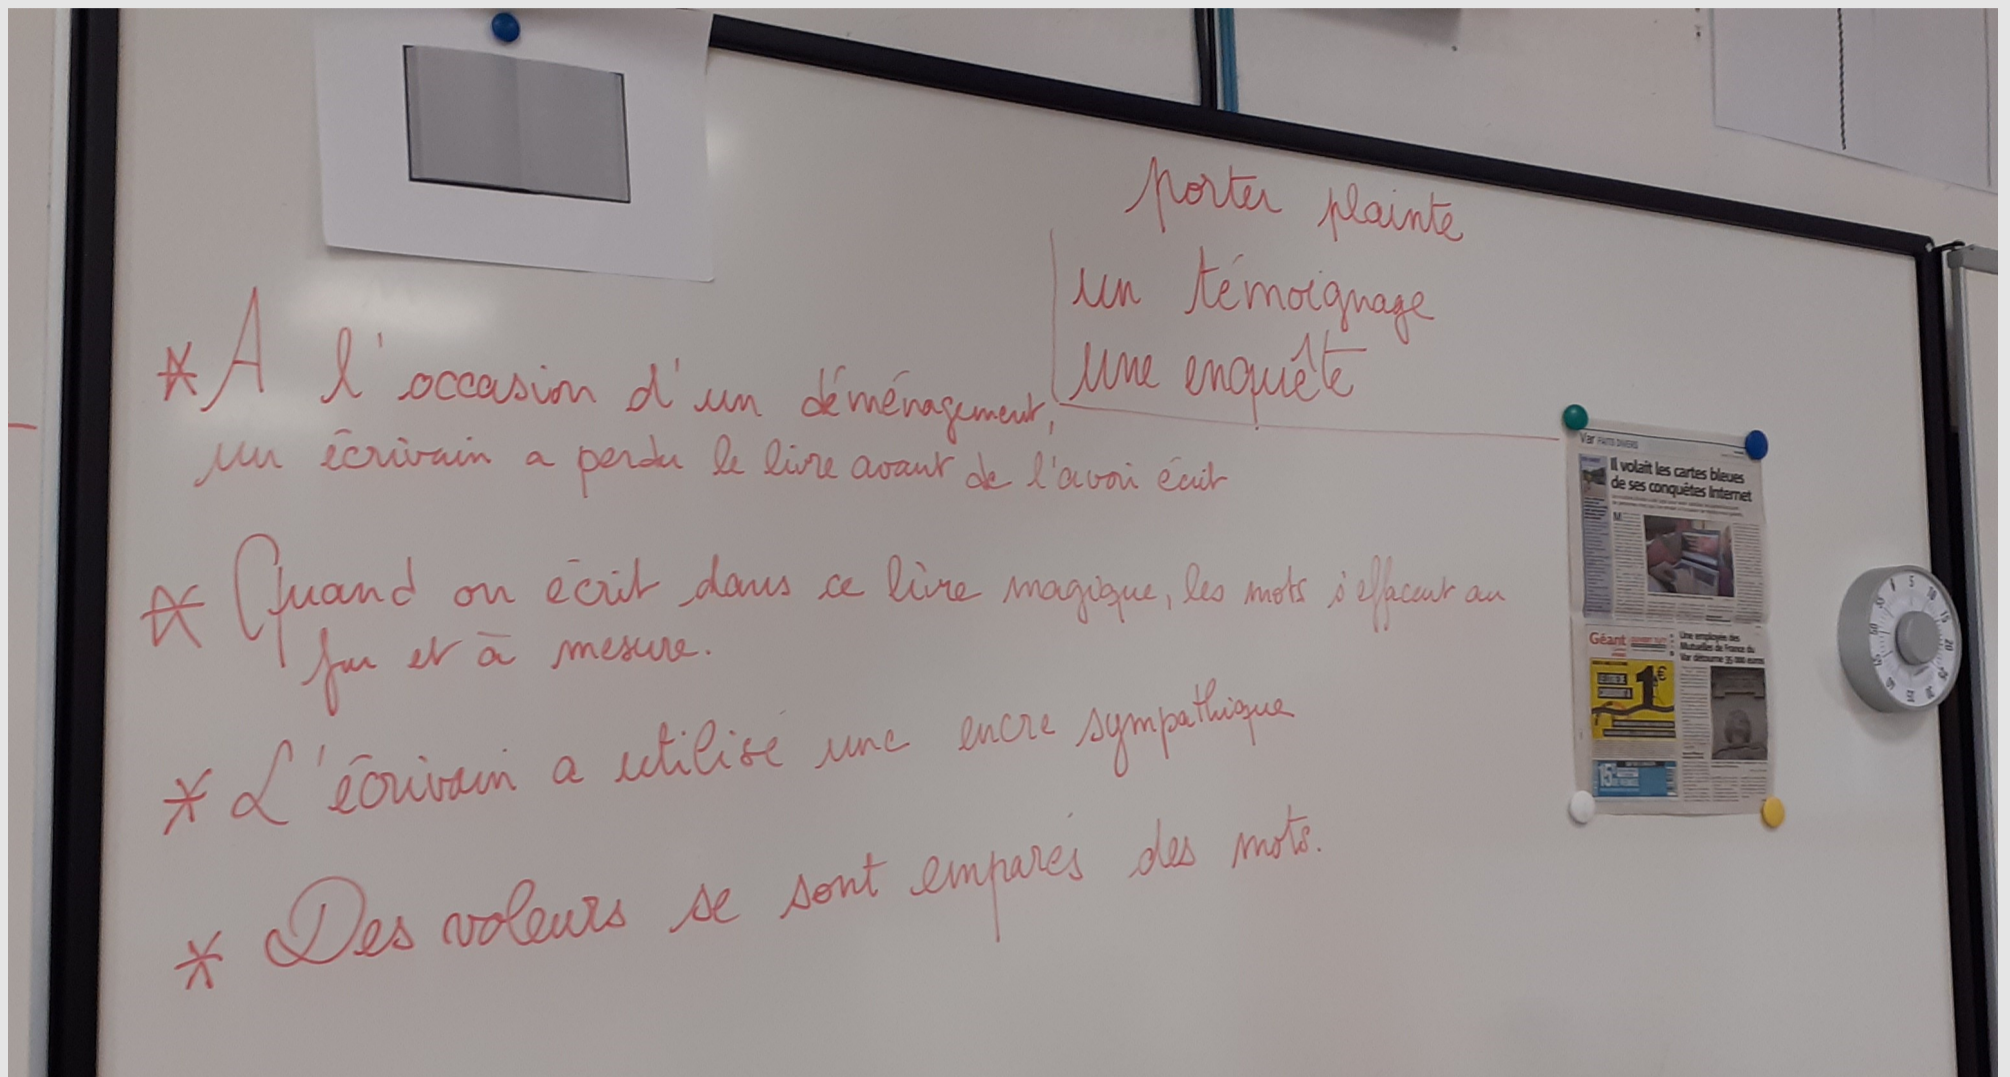 porter plainte
un témoignage
une enquête
* A l'occasion d'un déménagement,
un écrivain a perdu le livre avant de l'avoir écrit
* Quand on écrit dans ce livre magique, les mots s'effacent au
fur et à mesure.
* L'écrivain a utilisé une encre sympathique
* Des voleurs se sont emparés des mots.
Var FAITS DIVERS
Il volait les cartes bleues
de ses conquêtes Internet
Géant
1€
Une employée des
Mutuelles de France du
Var détourne 35 000 euros
15€